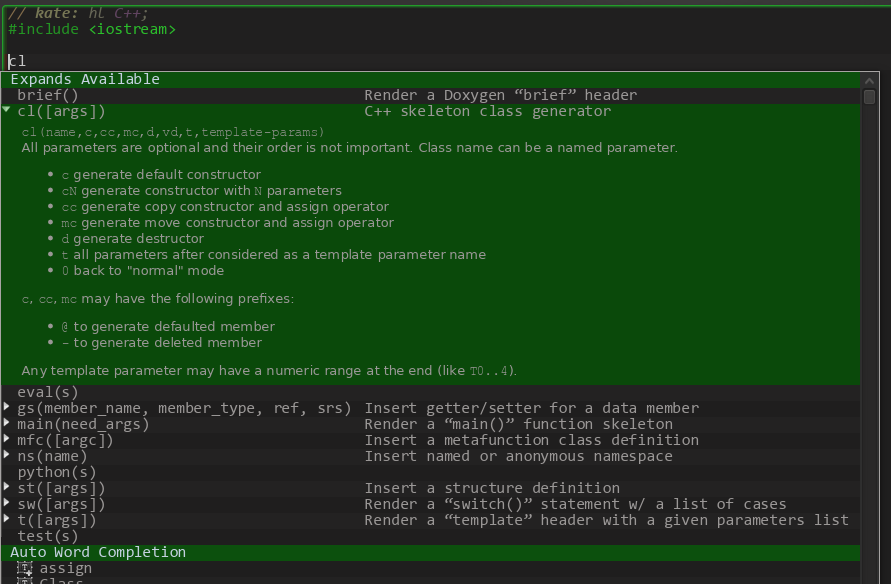 // kate: hl C++;
#include <iostream>
cl
Expands Available
brief() Render a Doxygen “brief” header
cl([args]) C++ skeleton class generator
cl(name,c,cc,mc,d,vd,t,template-params)
All parameters are optional and their order is not important. Class name can be a named parameter.
• c generate default constructor
• cN generate constructor with N parameters
• cc generate copy constructor and assign operator
• mc generate move constructor and assign operator
• d generate destructor
• t all parameters after considered as a template parameter name
• 0 back to "normal" mode
c, cc, mc may have the following prefixes:
• @ to generate defaulted member
• - to generate deleted member
Any template parameter may have a numeric range at the end (like T0..4).
eval(s)
gs(member_name, member_type, ref, srs) Insert getter/setter for a data member
main(need_args) Render a “main()” function skeleton
mfc([argc]) Insert a metafunction class definition
ns(name) Insert named or anonymous namespace
python(s)
st([args]) Insert a structure definition
sw([args]) Render a “switch()” statement w/ a list of cases
t([args]) Render a “template” header with a given parameters list
test(s)
Auto Word Completion
assign
Class